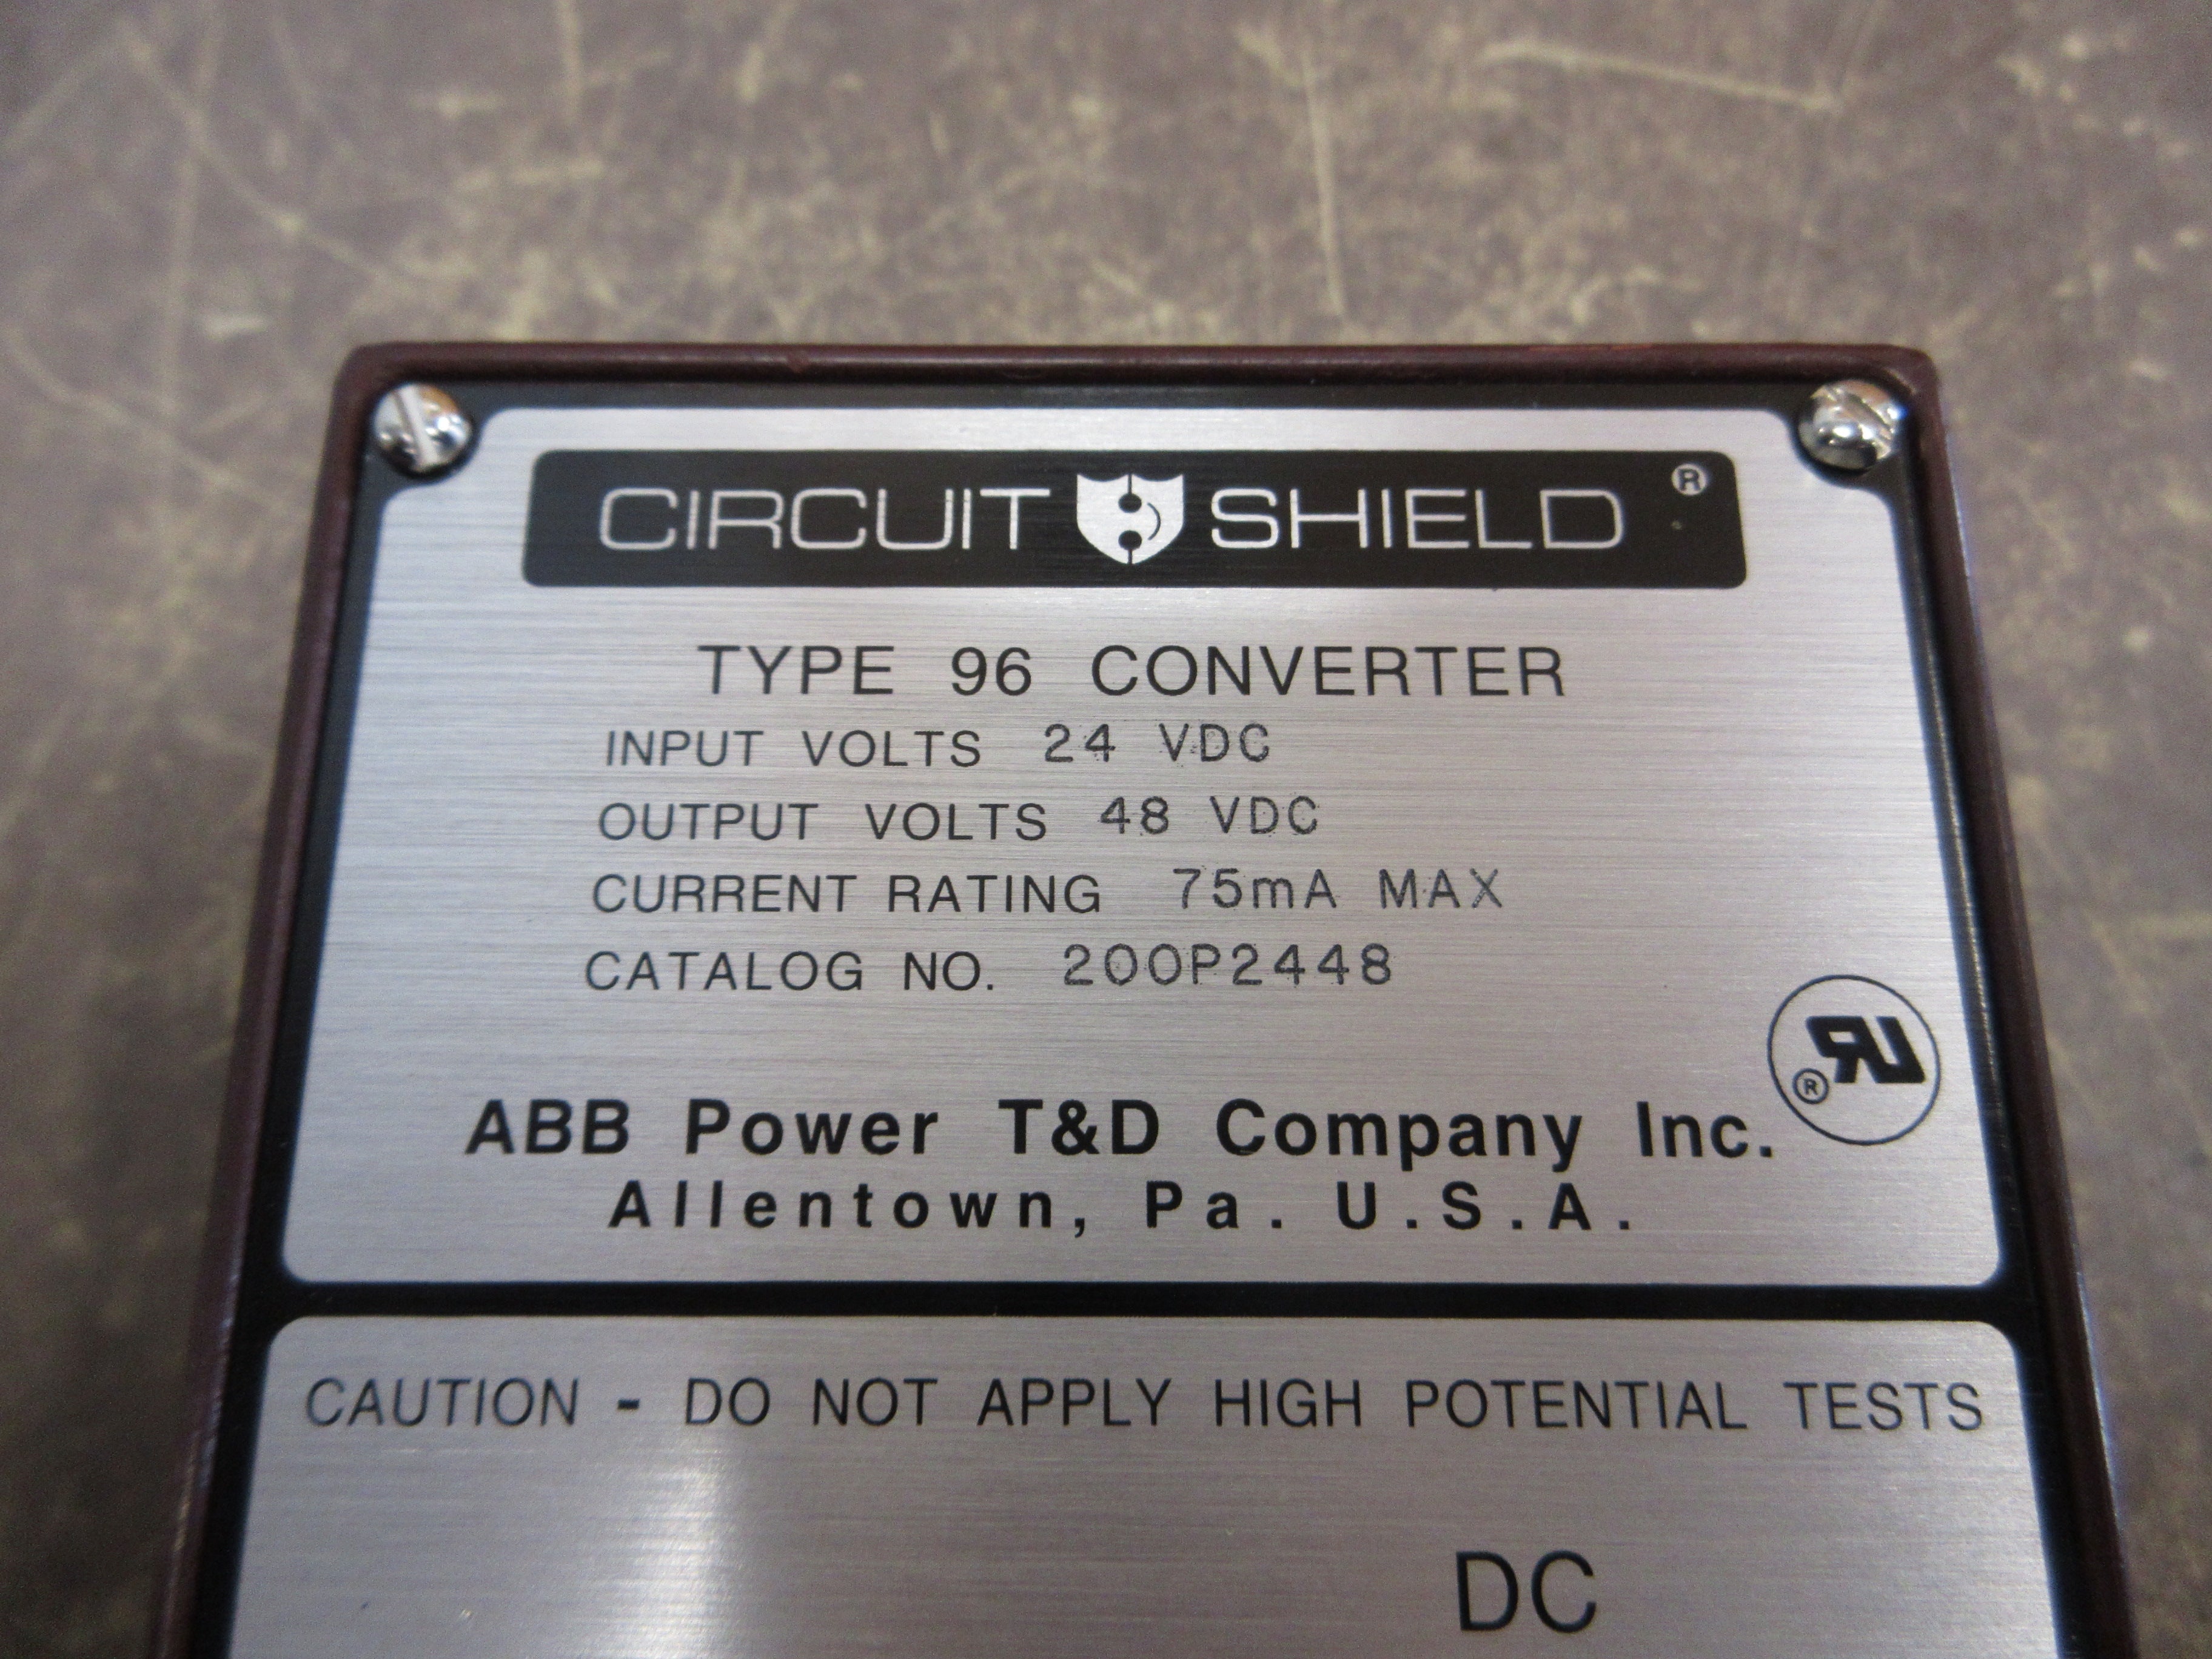 CIRCUIT SHIELD ®
TYPE 96 CONVERTER
INPUT VOLTS 24 VDC
OUTPUT VOLTS 48 VDC
CURRENT RATING 75mA MAX
CATALOG NO. 200P2448
RU ®
ABB Power T&D Company Inc.
Allentown, Pa. U.S.A.
CAUTION - DO NOT APPLY HIGH POTENTIAL TESTS
DC